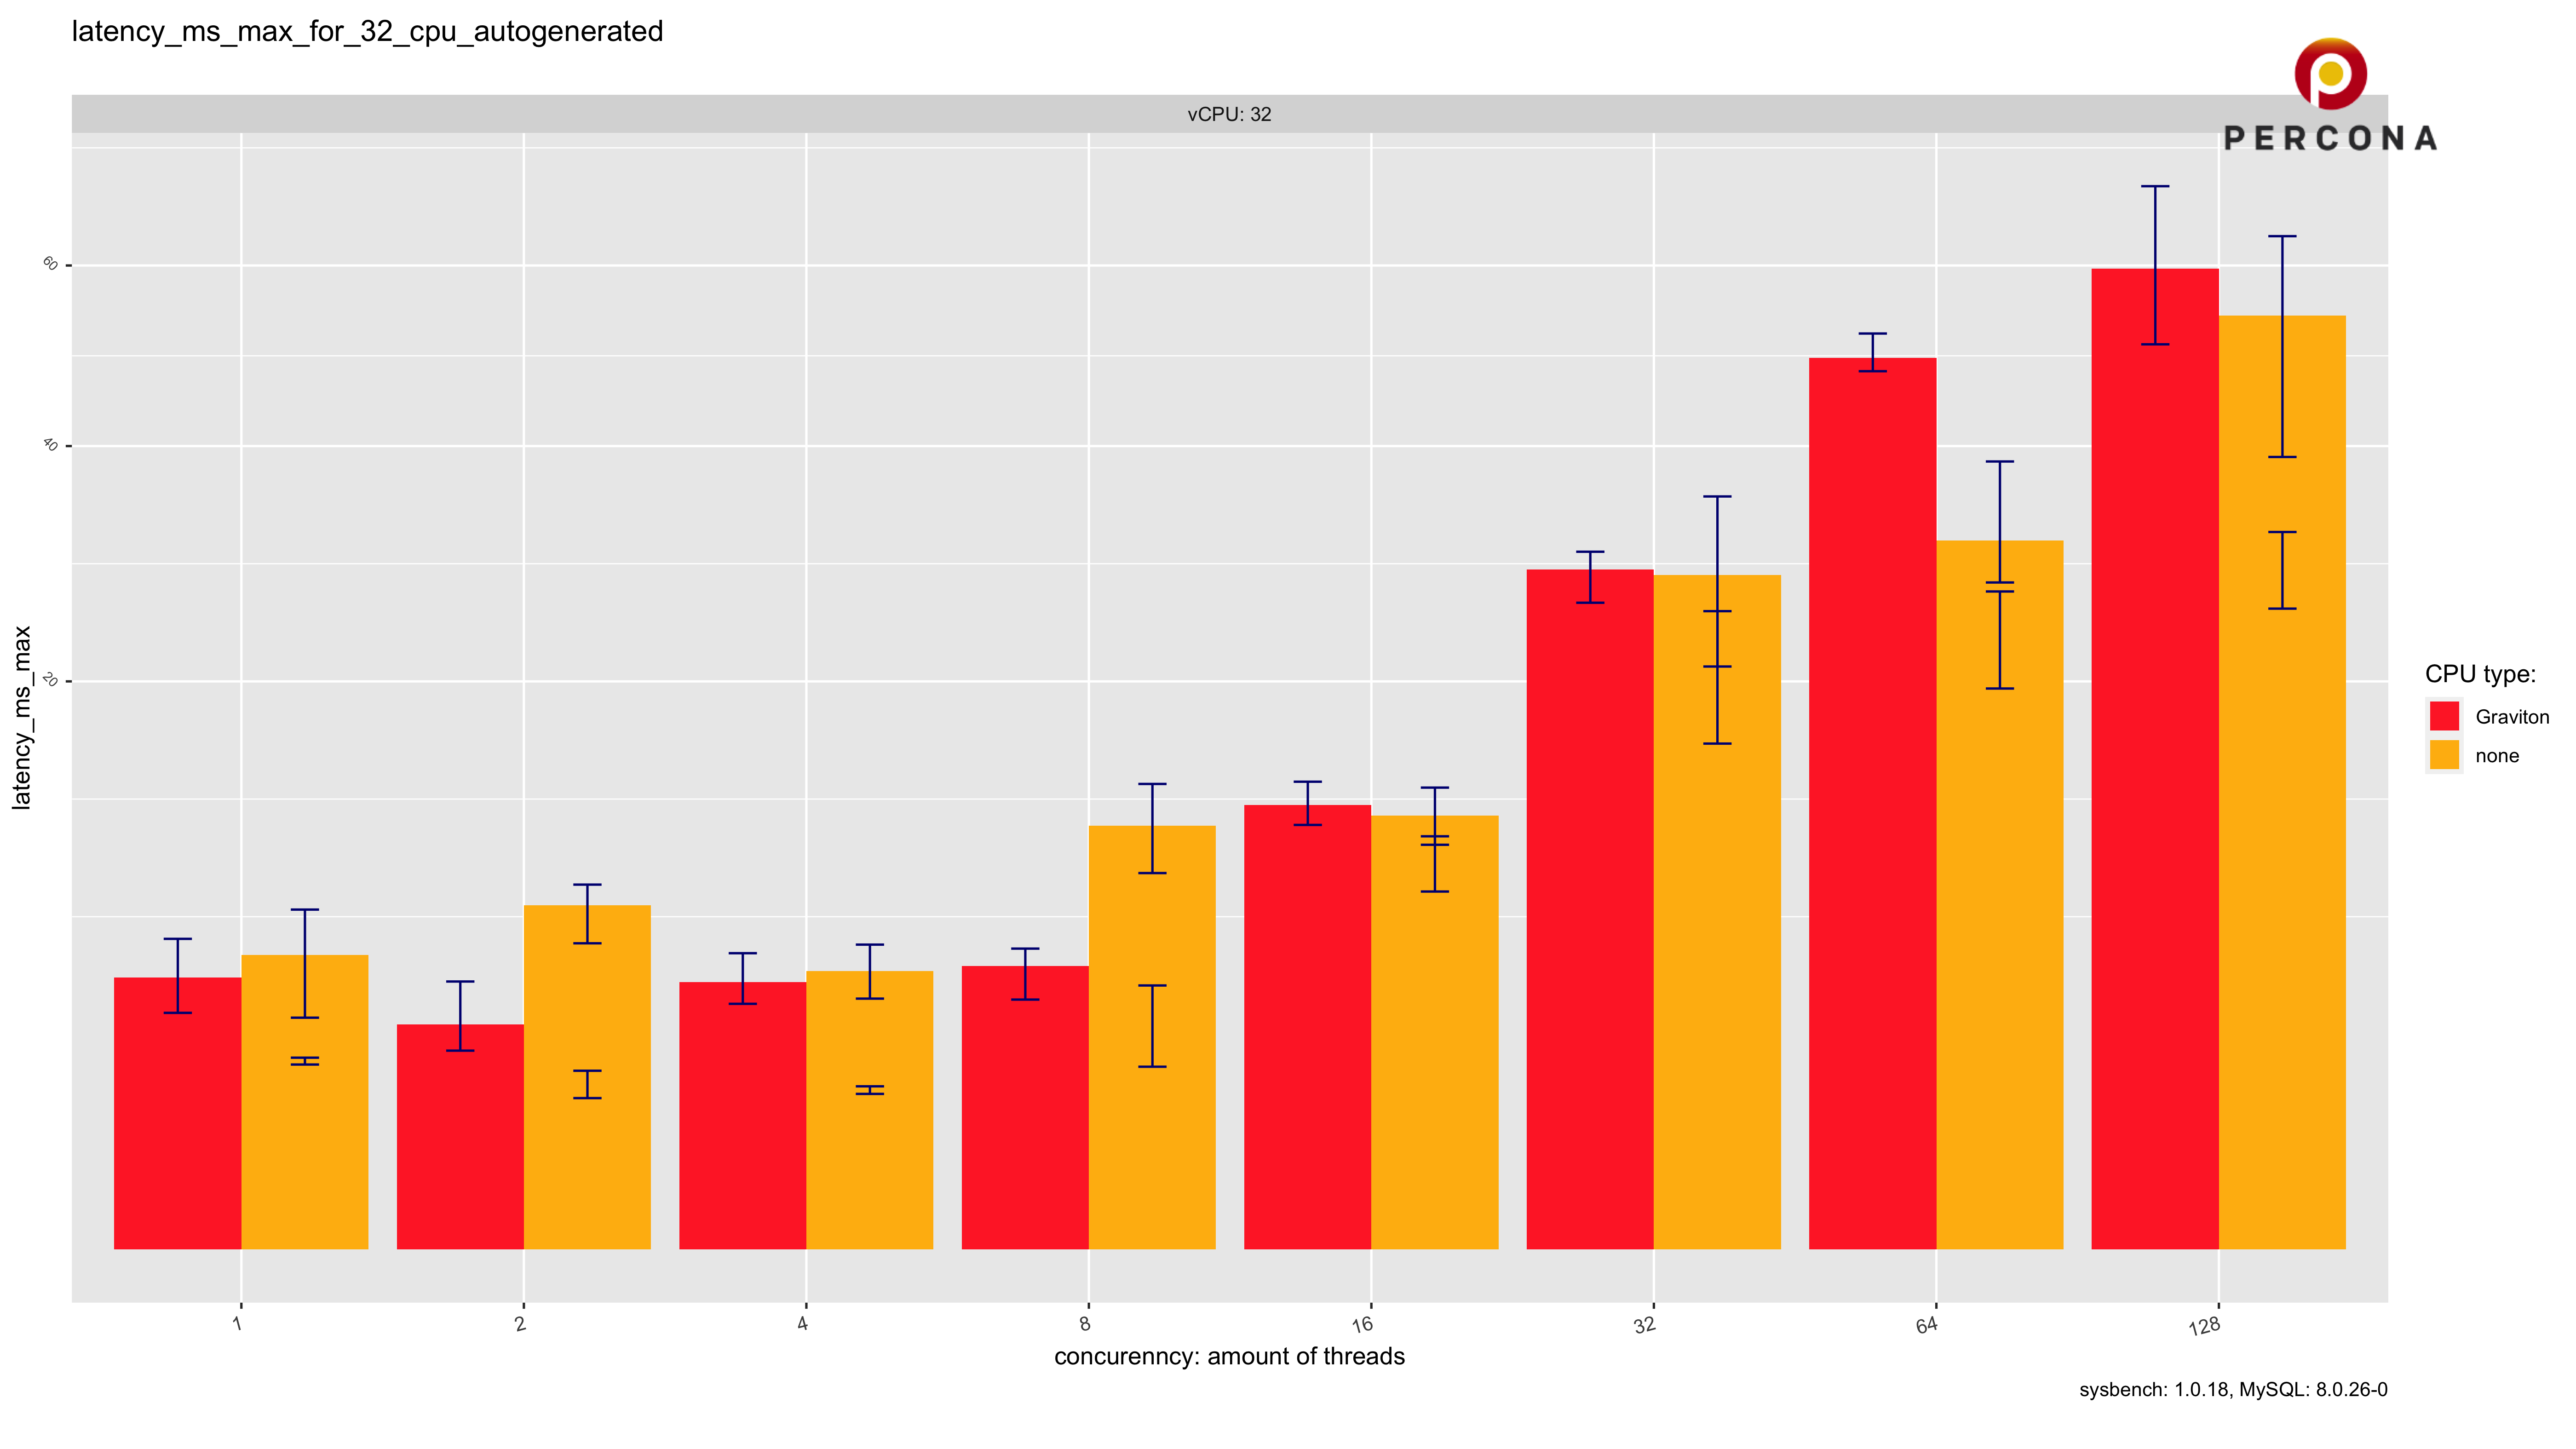 latency_ms_max_for_32_cpu_autogenerated
PERCONA
vCPU: 32
60
40
20
latency_ms_max
CPU type:
Graviton
none
1
2
4
8
16
32
64
128
concurenncy: amount of threads
sysbench: 1.0.18, MySQL: 8.0.26-0